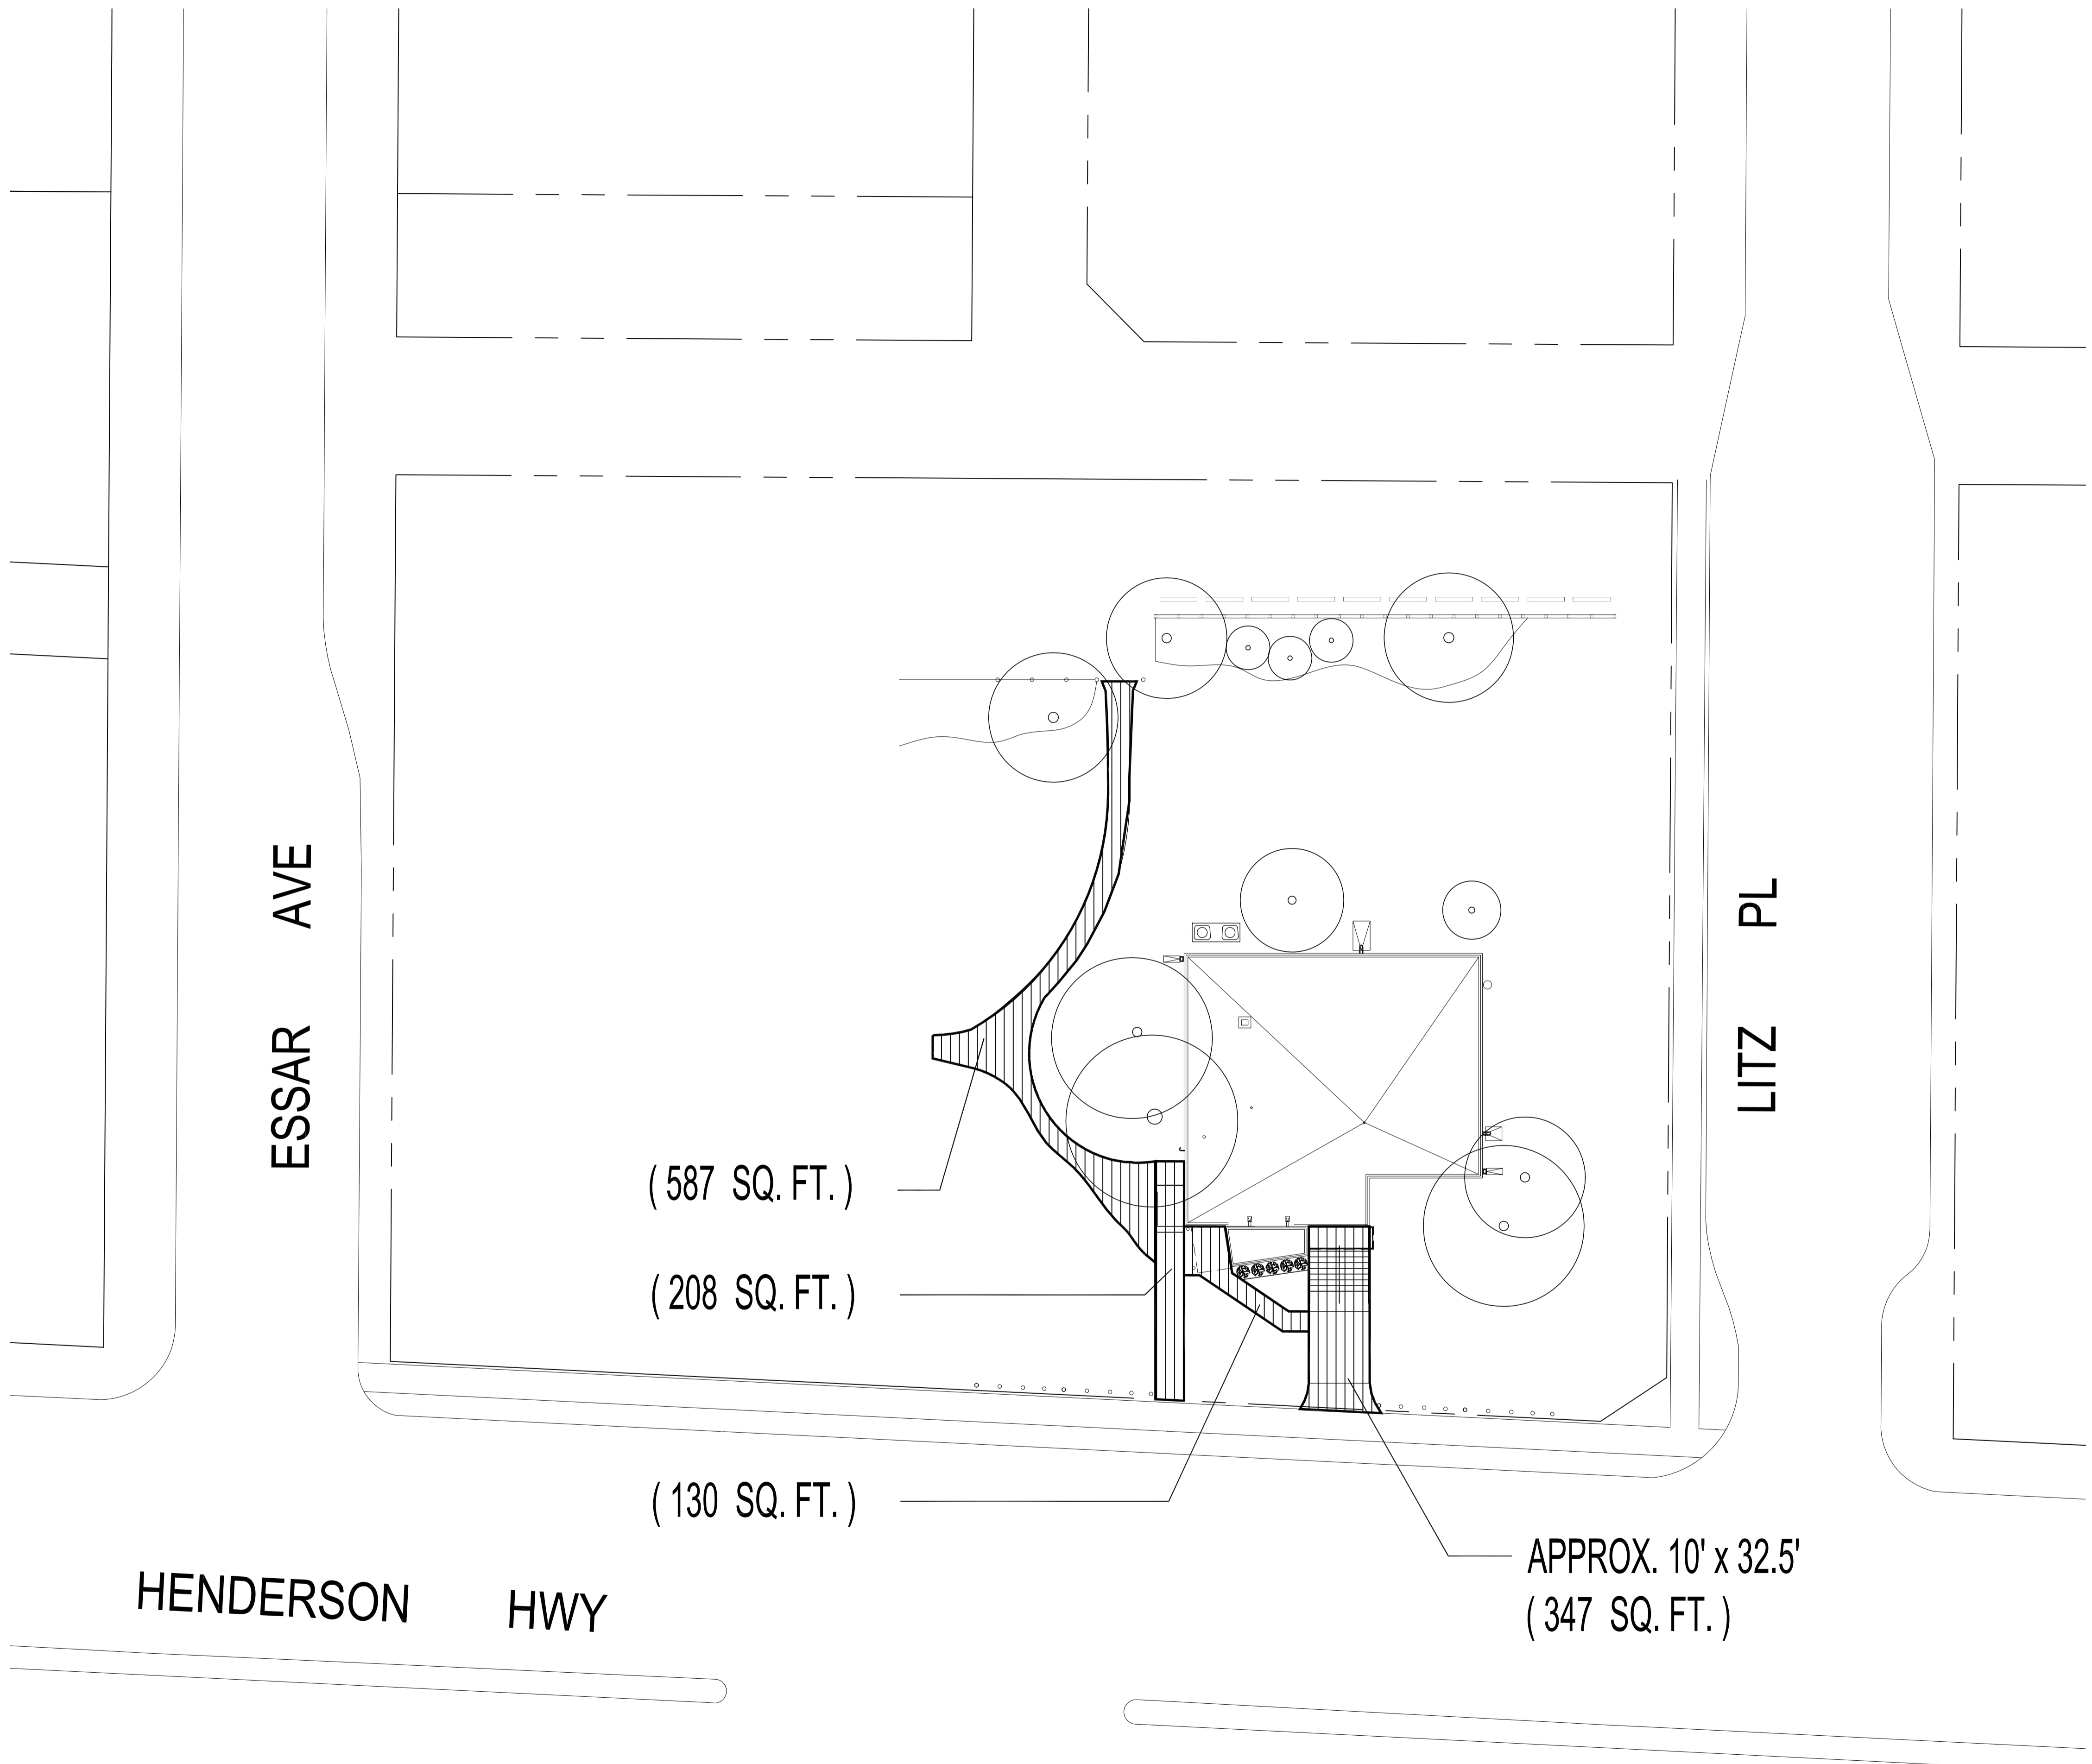 ESSAR AVE
LITZ PL
( 587 SQ. FT. )
( 208 SQ. FT. )
( 130 SQ. FT. )
APPROX. 10' x 32.5'
( 347 SQ. FT. )
HENDERSON HWY